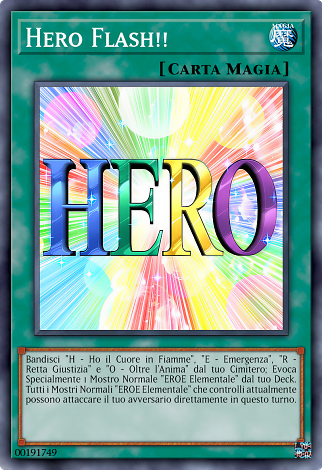 Hero Flash!!
MAGIA
[Carta Magia]
HERO
Bandisci "H - Ho il Cuore in Fiamme", "E - Emergenza", "R -
Retta Giustizia" e "O - Oltre l'Anima" dal tuo Cimitero; Evoca
Specialmente 1 Mostro Normale "EROE Elementale" dal tuo Deck.
Tutti i Mostri Normali "EROE Elementale" che controlli attualmente
possono attaccare il tuo avversario direttamente in questo turno.
00191749